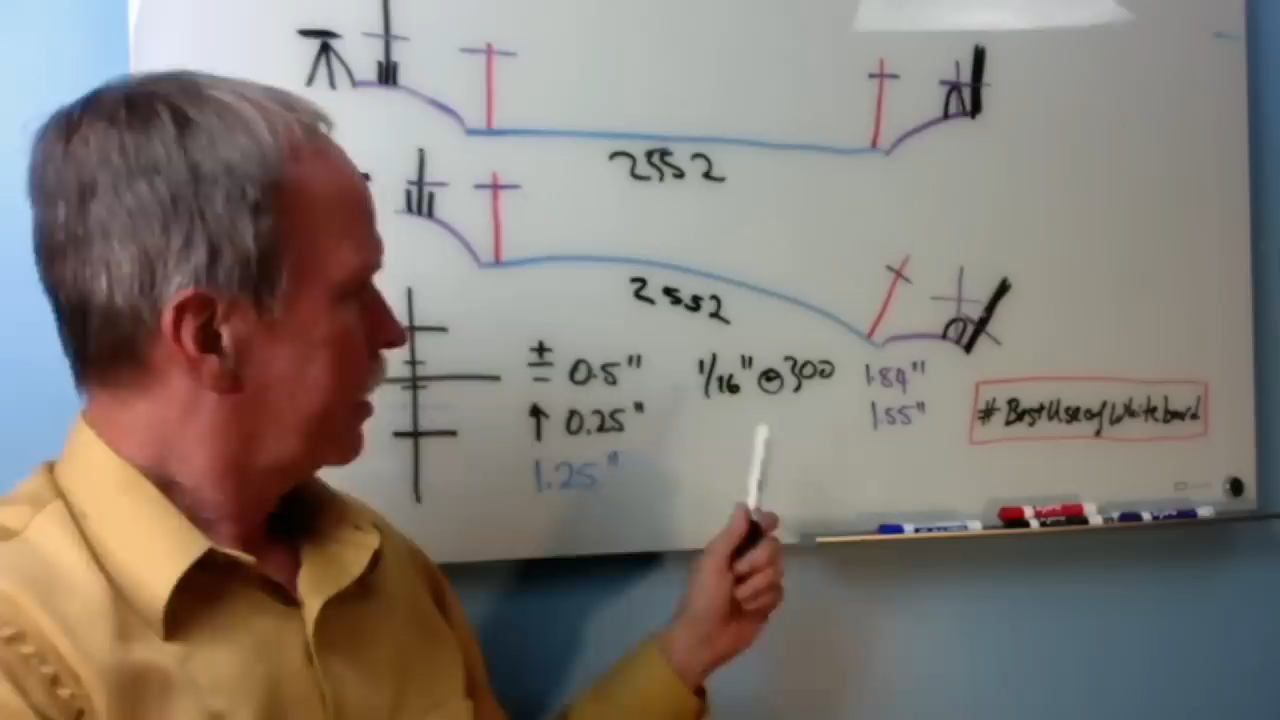 2552
2552
± 0.5" 1/16" @ 300 1.84"
↑ 0.25" 1.55"
1.25"
#BestUseofWhiteboard